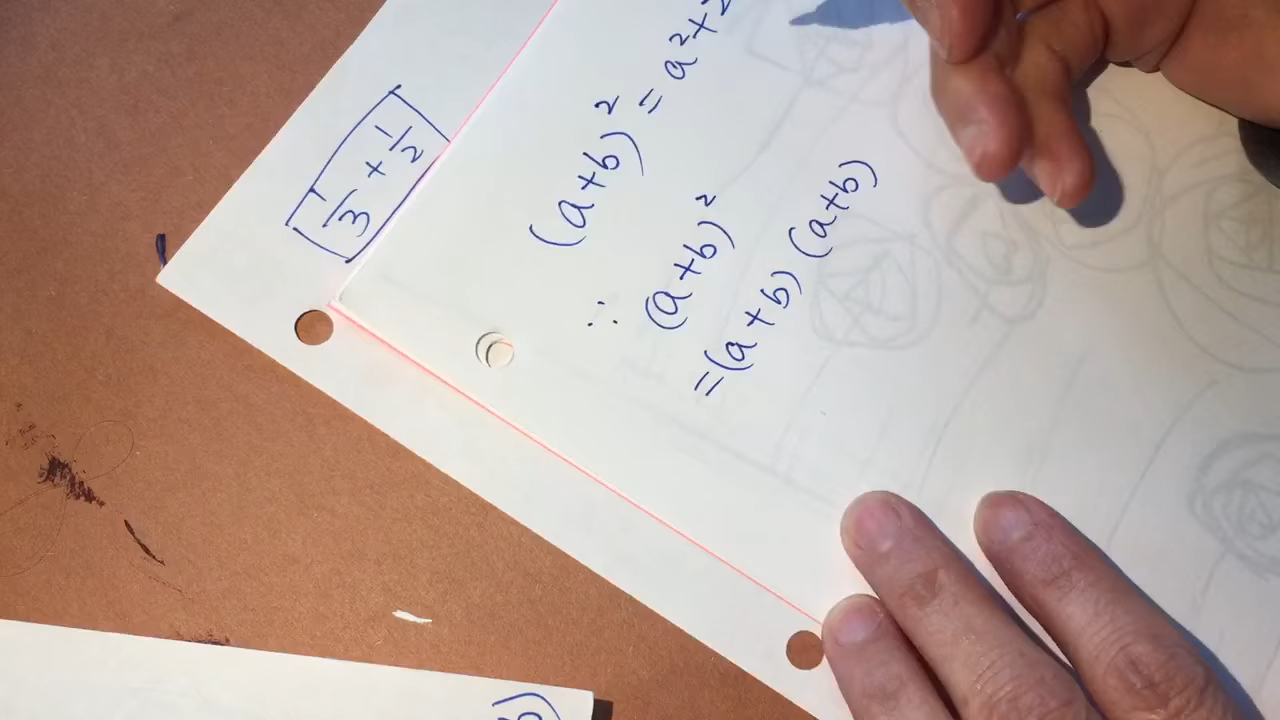 1/3 + 1/2
(a+b)² = a²+2
∴ (a+b)²
=(a+b)(a+b)